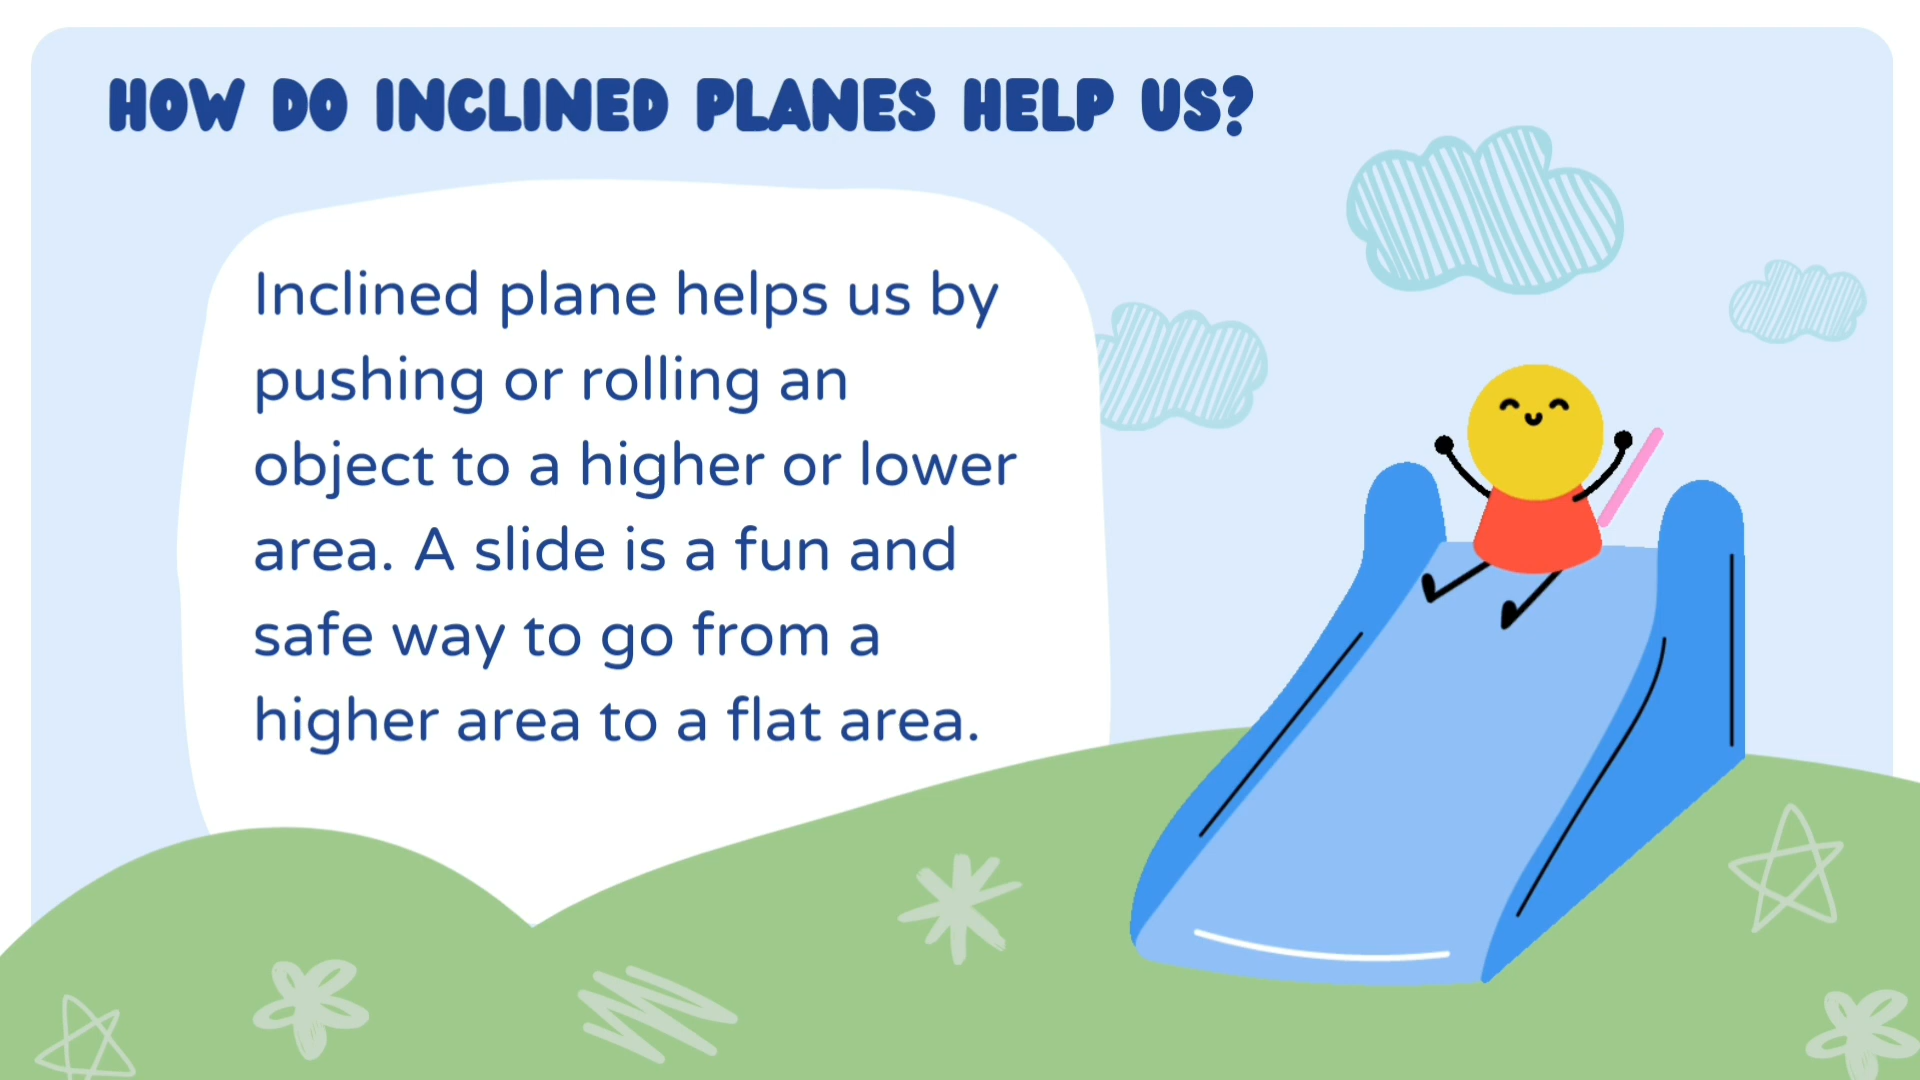 HOW DO INCLINED PLANES HELP US?
Inclined plane helps us by
pushing or rolling an
object to a higher or lower
area. A slide is a fun and
safe way to go from a
higher area to a flat area.